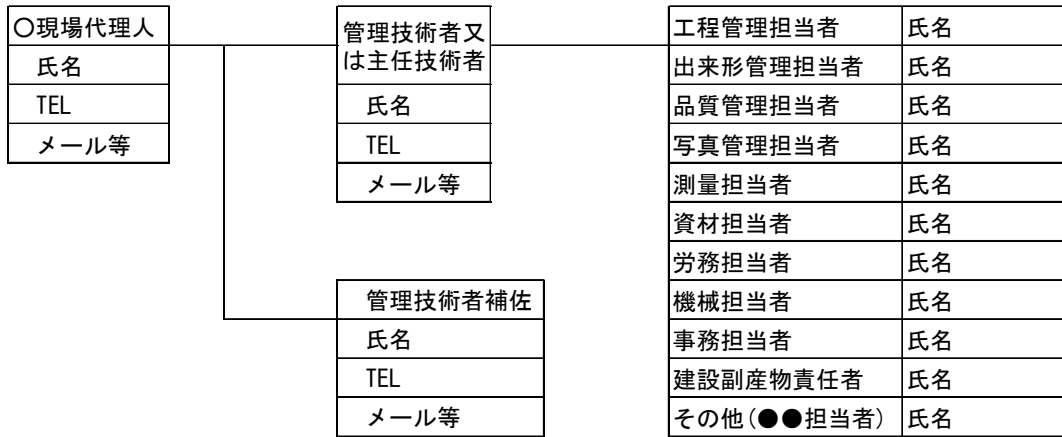 〇現場代理人
氏名
TEL
メール等
管理技術者又
は主任技術者
氏名
TEL
メール等
管理技術者補佐
氏名
TEL
メール等
工程管理担当者 氏名
出来形管理担当者 氏名
品質管理担当者 氏名
写真管理担当者 氏名
測量担当者 氏名
資材担当者 氏名
労務担当者 氏名
機械担当者 氏名
事務担当者 氏名
建設副産物責任者 氏名
その他(●●担当者) 氏名